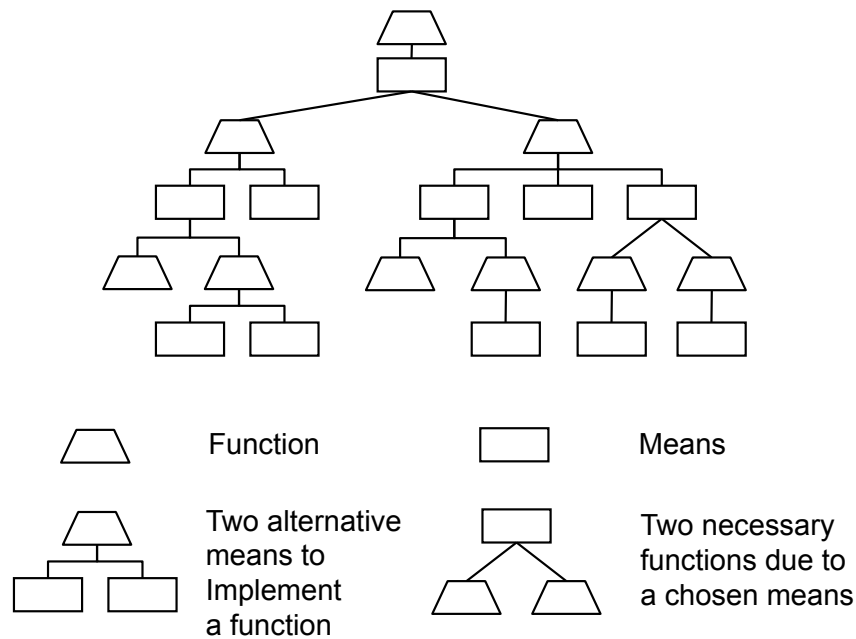 Function
Means
Two alternative
means to
Implement
a function
Two necessary
functions due to
a chosen means